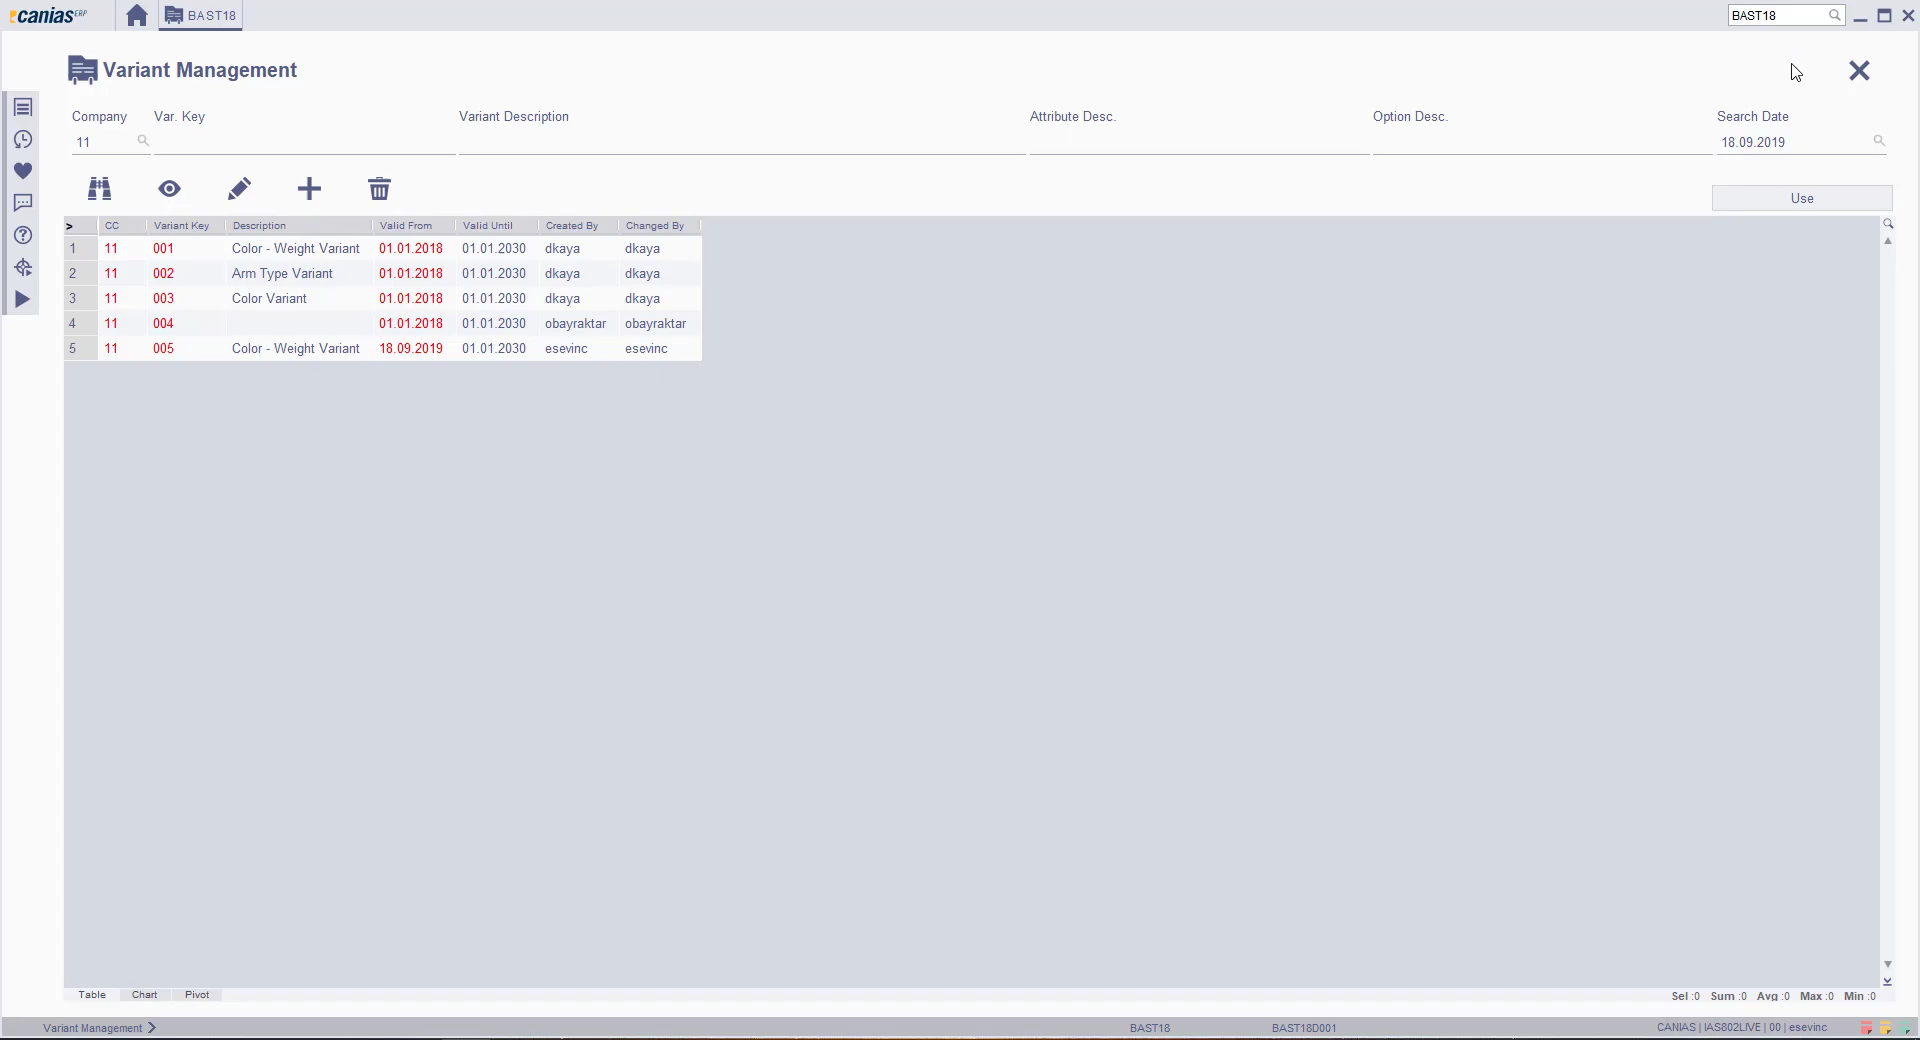 canias ERP BAST18 BAST18
Variant Management
Company Var. Key Variant Description Attribute Desc. Option Desc. Search Date
11 18.09.2019
Use
> CC Variant Key Description Valid From Valid Until Created By Changed By
1 11 001 Color - Weight Variant 01.01.2018 01.01.2030 dkaya dkaya
2 11 002 Arm Type Variant 01.01.2018 01.01.2030 dkaya dkaya
3 11 003 Color Variant 01.01.2018 01.01.2030 dkaya dkaya
4 11 004 01.01.2018 01.01.2030 obayraktar obayraktar
5 11 005 Color - Weight Variant 18.09.2019 01.01.2030 esevinc esevinc
Table Chart Pivot Sel :0 Sum :0 Avg :0 Max :0 Min :0
Variant Management BAST18 BAST18D001 CANIAS | IAS802LIVE | 00 | esevinc